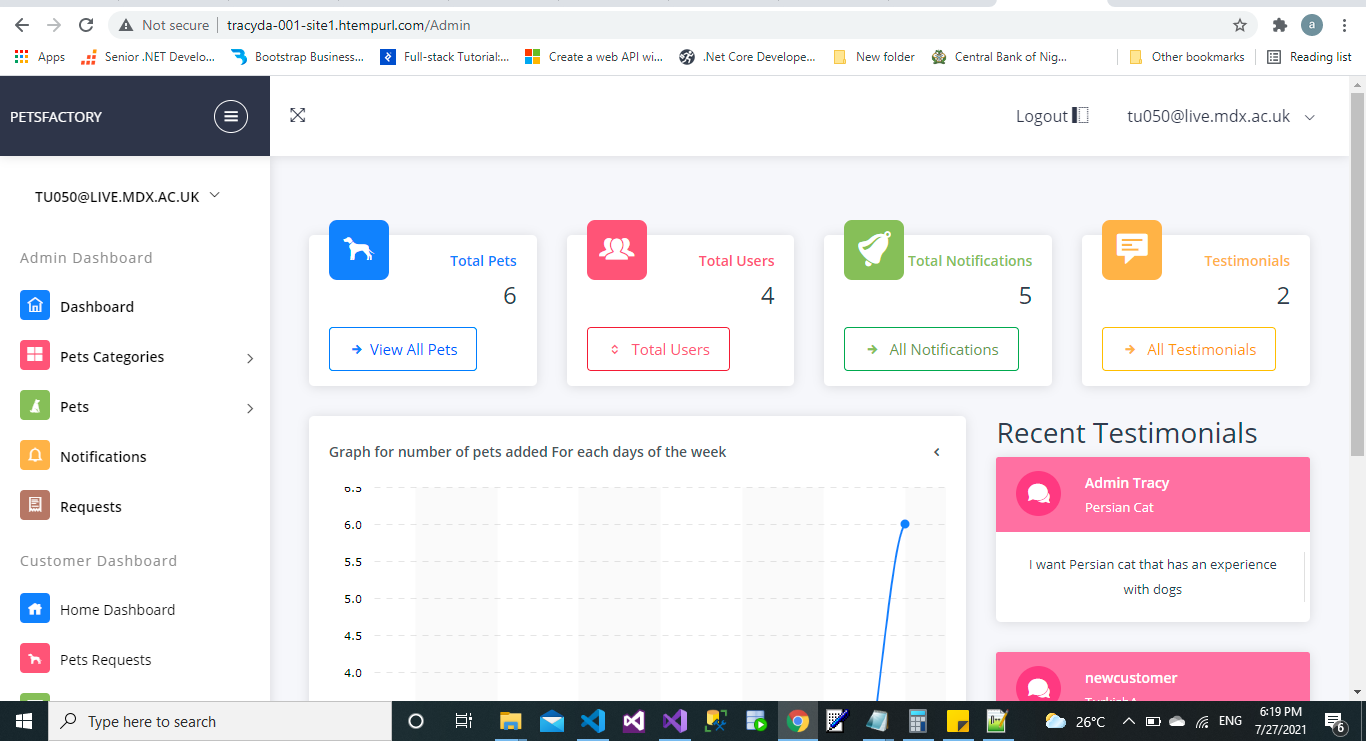 Not secure | tracyda-001-site1.htempurl.com/Admin
a
Apps
Senior .NET Develo...
Bootstrap Business...
Full-stack Tutorial:...
Create a web API wi...
.Net Core Develope...
New folder
Central Bank of Nig...
Other bookmarks
Reading list
PETSFACTORY
Logout
tu050@live.mdx.ac.uk
TU050@LIVE.MDX.AC.UK
Admin Dashboard
Dashboard
Pets Categories
Pets
Notifications
Requests
Customer Dashboard
Home Dashboard
Pets Requests
Total Pets
6
View All Pets
Total Users
4
Total Users
Total Notifications
5
All Notifications
Testimonials
2
All Testimonials
Graph for number of pets added For each days of the week
6.5
6.0
5.5
5.0
4.5
4.0
Recent Testimonials
Admin Tracy
Persian Cat
I want Persian cat that has an experience
with dogs
newcustomer
Type here to search
26°C
ENG
6:19 PM
7/27/2021
6